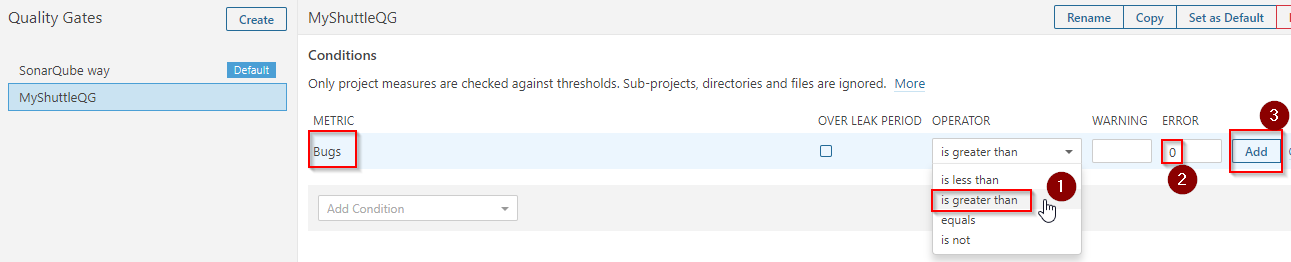 Quality Gates
Create
SonarQube way
Default
MyShuttleQG
MyShuttleQG
Rename
Copy
Set as Default
Conditions
Only project measures are checked against thresholds. Sub-projects, directories and files are ignored. More
METRIC OVER LEAK PERIOD OPERATOR WARNING ERROR
3
Bugs is greater than 0 Add
2
is less than
1
is greater than
equals
is not
Add Condition